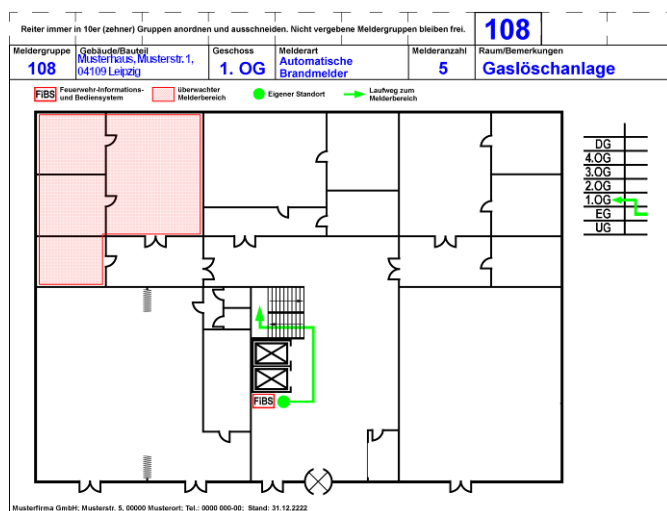 Reiter immer in 10er (zehner) Gruppen anordnen und ausschneiden. Nicht vergebene Meldergruppen bleiben frei.
108
Meldergruppe
108
Gebäude/Bauteil
Musterhaus, Musterstr. 1,
04109 Leipzig
Geschoss
1. OG
Melderart
Automatische
Brandmelder
Melderanzahl
5
Raum/Bemerkungen
Gaslöschanlage
FiBS
Feuerwehr-Informations-
und Bediensystem
überwachter
Melderbereich
Eigener Standort
Laufweg zum
Melderbereich
DG
4.OG
3.OG
2.OG
1.OG
EG
UG
FiBS
Musterfirma GmbH; Musterstr. 5, 00000 Musterort; Tel.: 0000 000-00; Stand: 31.12.2222